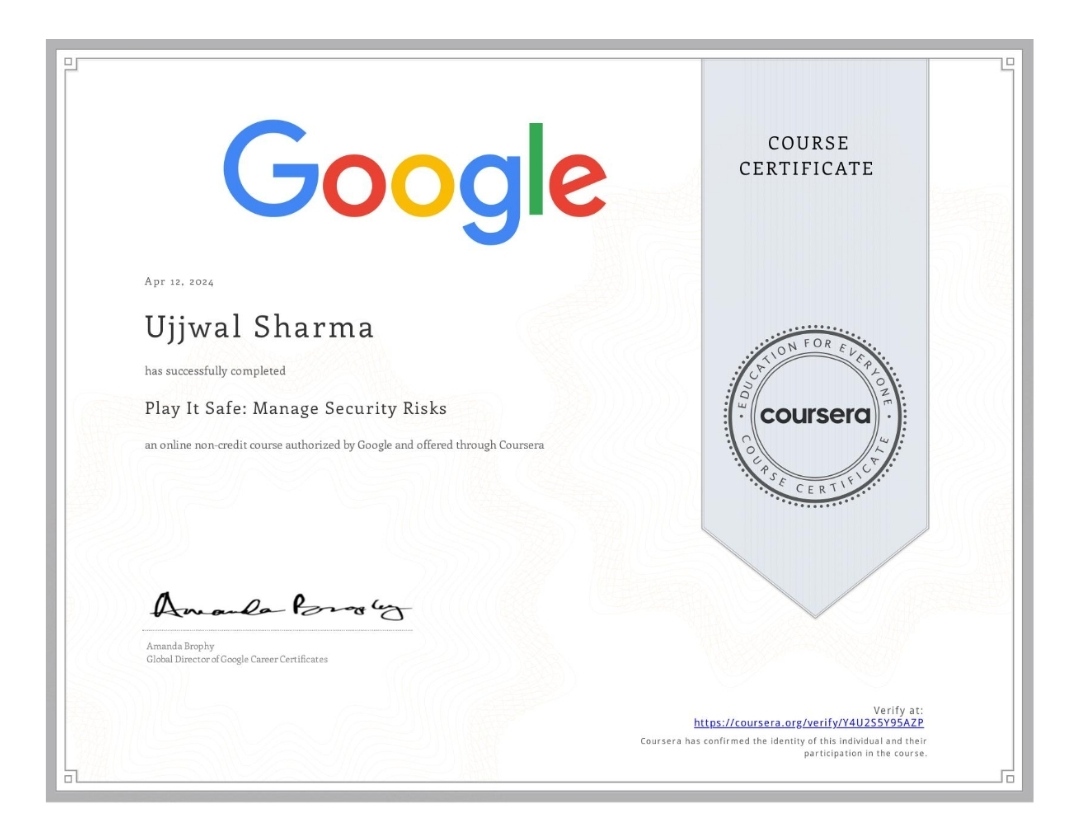 Google
COURSE
CERTIFICATE
Apr 12, 2024
Ujjwal Sharma
has successfully completed
Play It Safe: Manage Security Risks
an online non-credit course authorized by Google and offered through Coursera
EDUCATION FOR EVERYONE
coursera
COURSE CERTIFICATE
Amanda Brophy
Amanda Brophy
Global Director of Google Career Certificates
Verify at:
https://coursera.org/verify/Y4U2S5Y95AZP
Coursera has confirmed the identity of this individual and their
participation in the course.